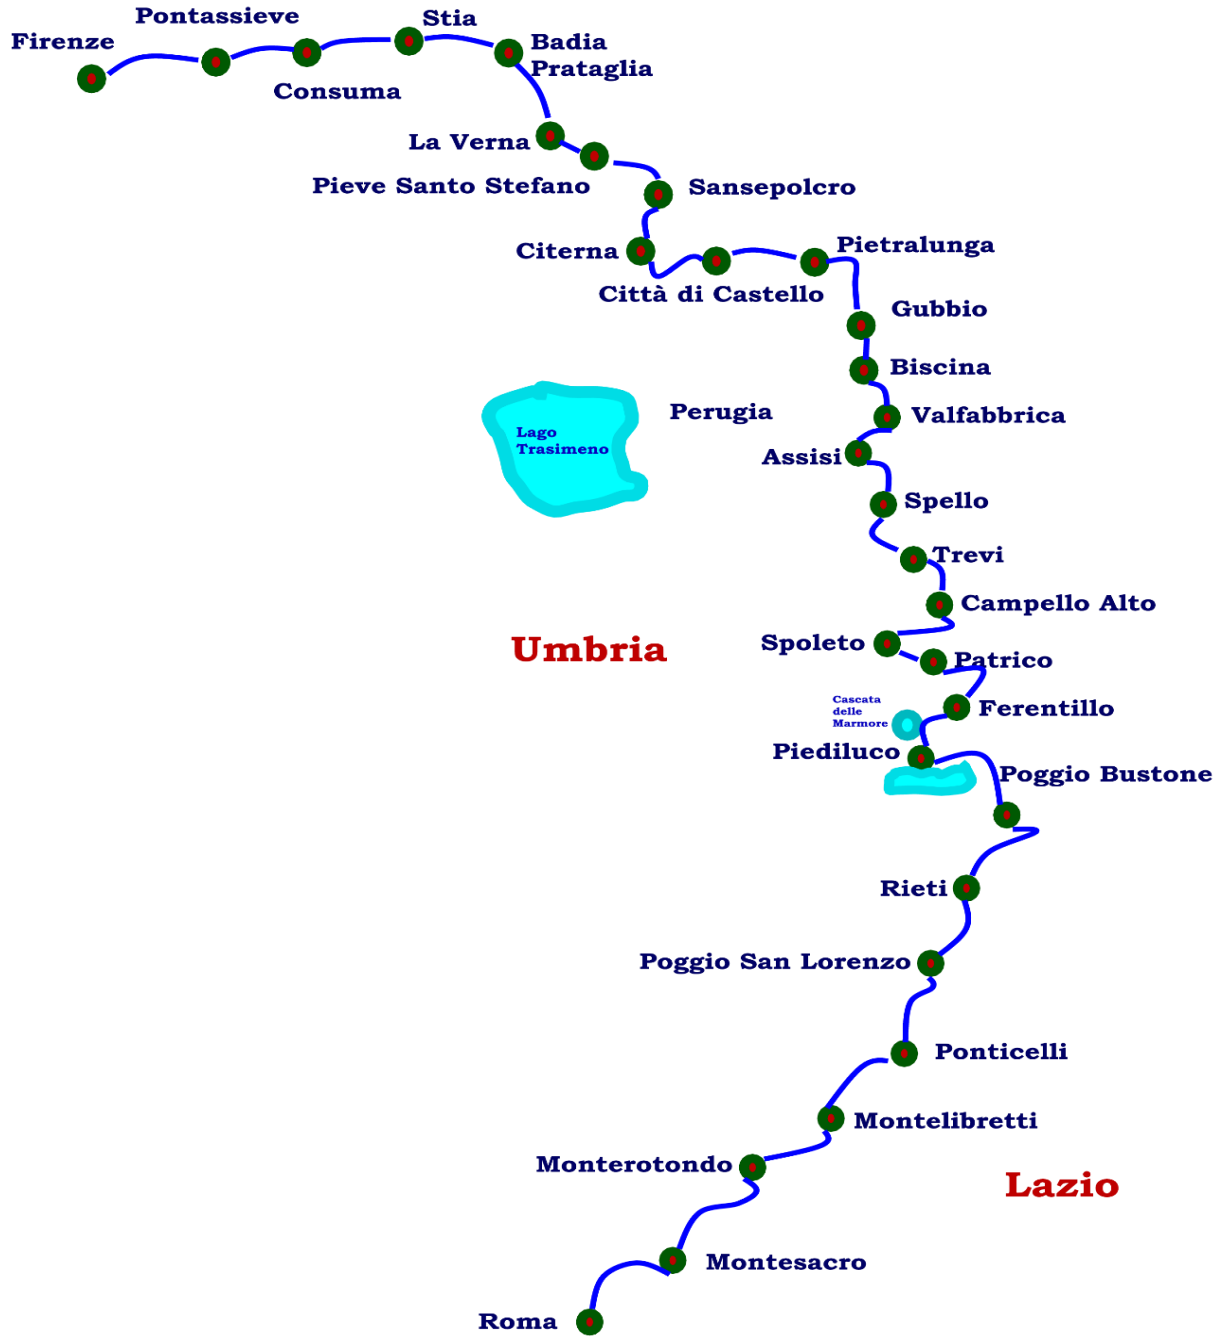 Pontassieve
Stia
Firenze
Badia
Prataglia
Consuma
La Verna
Pieve Santo Stefano
Sansepolcro
Citerna
Pietralunga
Città di Castello
Gubbio
Biscina
Perugia
Valfabbrica
Lago
Trasimeno
Assisi
Spello
Trevi
Campello Alto
Umbria
Spoleto
Patrico
Cascata
delle
Marmore
Ferentillo
Piediluco
Poggio Bustone
Rieti
Poggio San Lorenzo
Ponticelli
Montelibretti
Monterotondo
Lazio
Montesacro
Roma